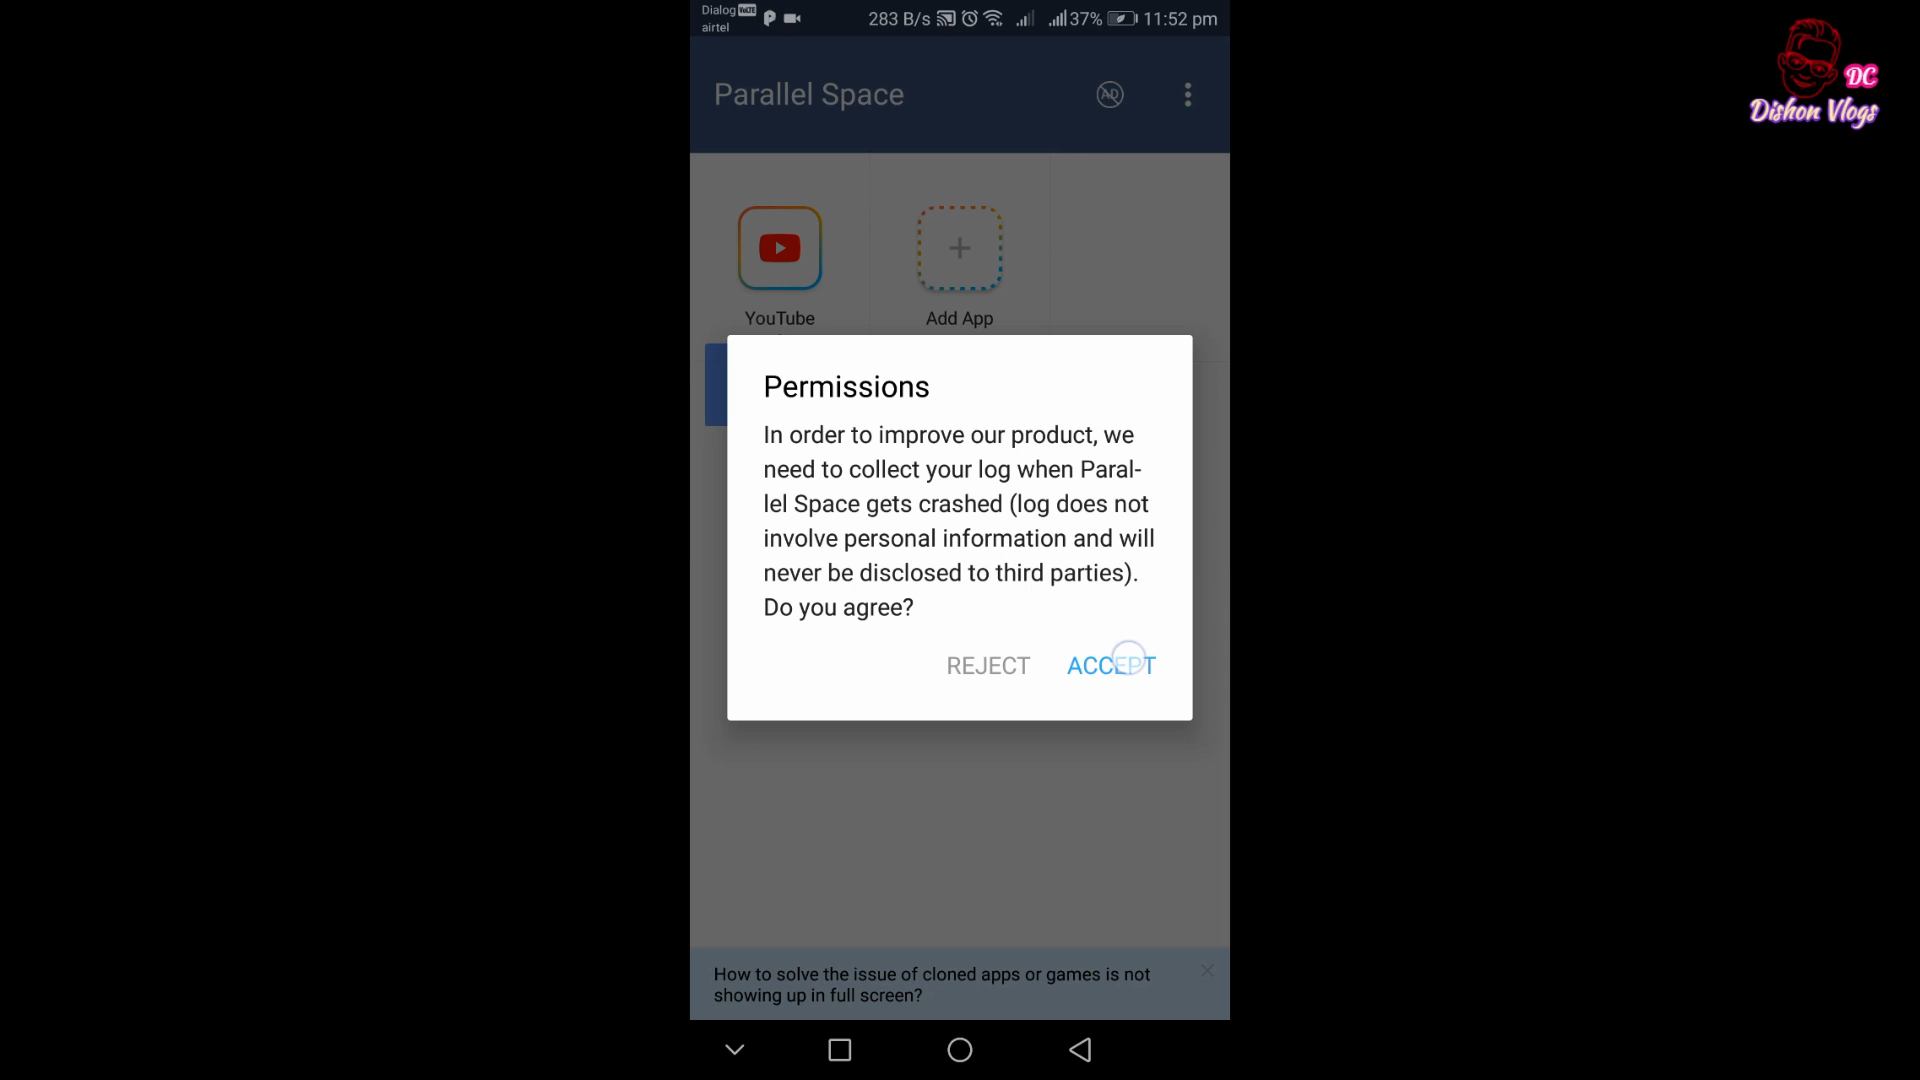 Dialog VoLTE
airtel
283 B/s 37% 11:52 pm
DC
Dishon Vlogs
Parallel Space
AD
YouTube
Add App
Permissions
In order to improve our product, we
need to collect your log when Paral-
lel Space gets crashed (log does not
involve personal information and will
never be disclosed to third parties).
Do you agree?
REJECT ACCEPT
How to solve the issue of cloned apps or games is not
showing up in full screen?